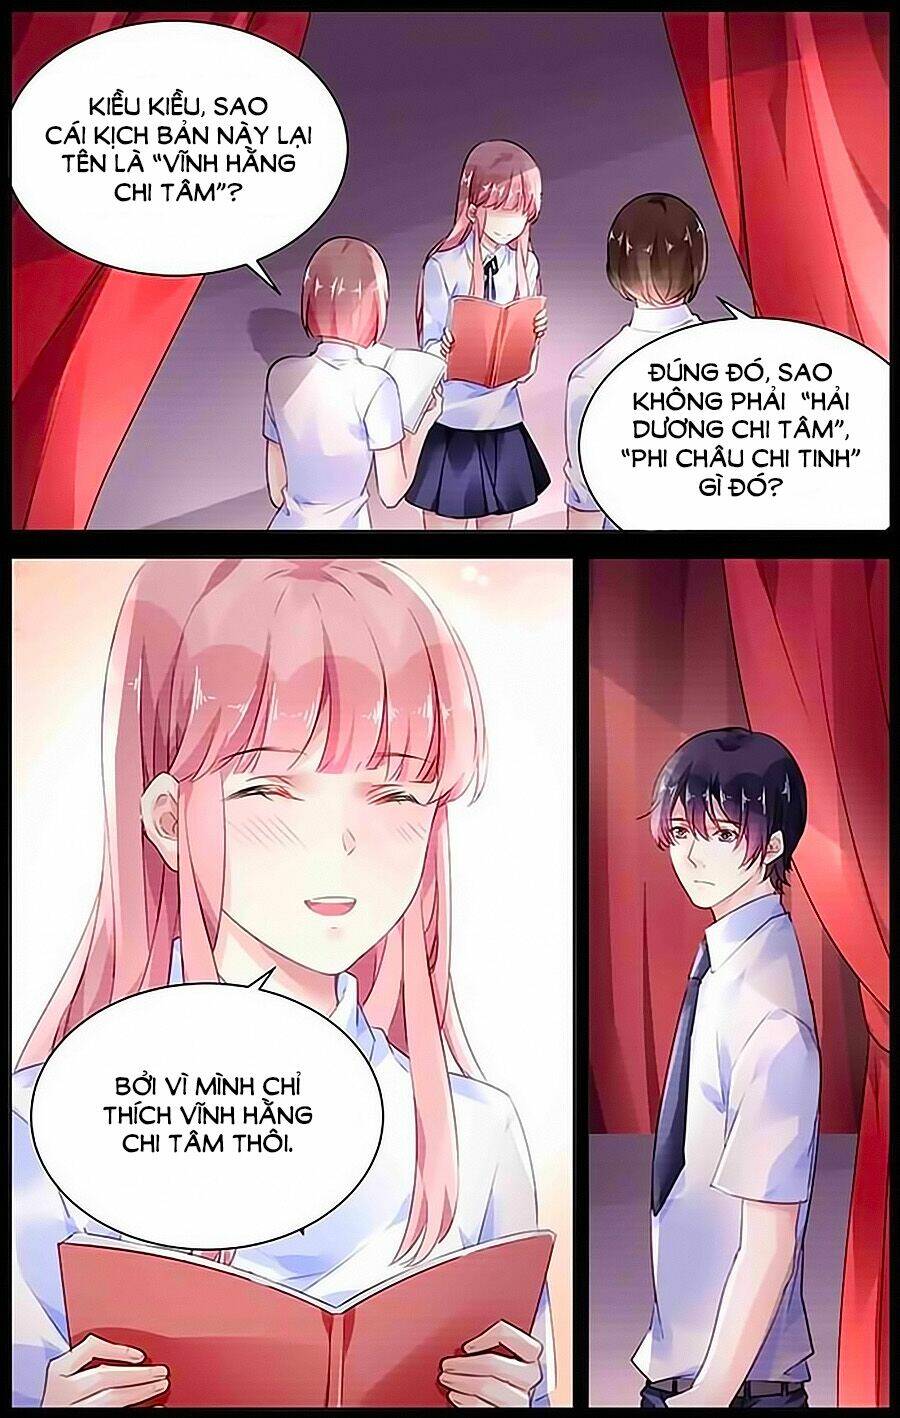 KIỀU KIỀU, SAO
CÁI KỊCH BẢN NÀY LẠI
TÊN LÀ “VĨNH HẰNG
CHI TÂM”?
ĐÚNG ĐÓ, SAO
KHÔNG PHẢI “HẢI
DƯƠNG CHI TÂM”,
“PHI CHÂU CHI TINH”
GÌ ĐÓ?
BỞI VÌ MÌNH CHỈ
THÍCH VĨNH HẰNG
CHI TÂM THÔI.